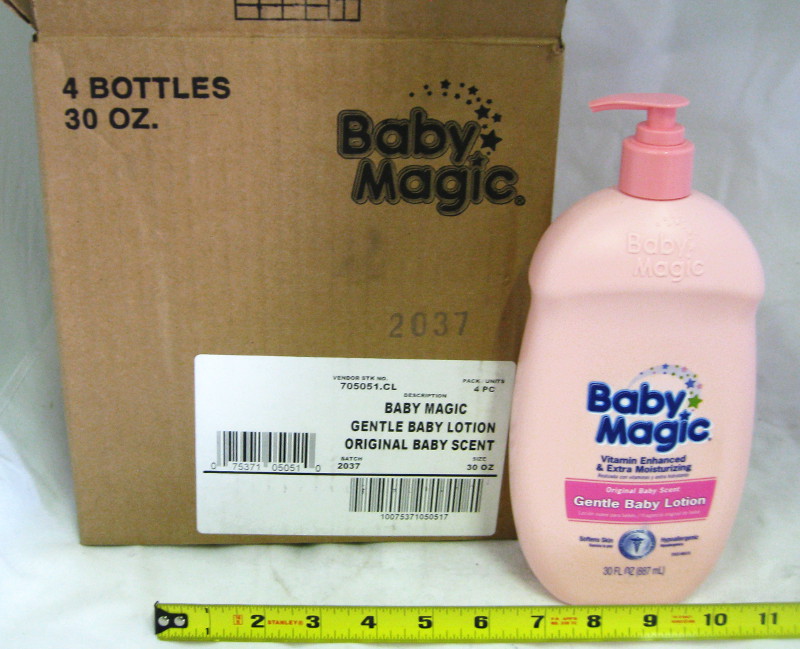 4 BOTTLES
30 OZ.
Baby
Magic®
2037
VENDOR STK NO.
705051.CL
PACK UNITS
4 PC
DESCRIPTION
BABY MAGIC
GENTLE BABY LOTION
ORIGINAL BABY SCENT
BATCH
2037
SIZE
30 OZ
0 75371 05051 0
10075371050517
Baby
Magic
Baby
Magic®
Vitamin Enhanced
& Extra Moisturizing
Original Baby Scent
Gentle Baby Lotion
Softens Skin
Hypoallergenic
30 FL OZ (887 mL)
2 STANLEY® 3 4 5 6 7 8 9 10 11